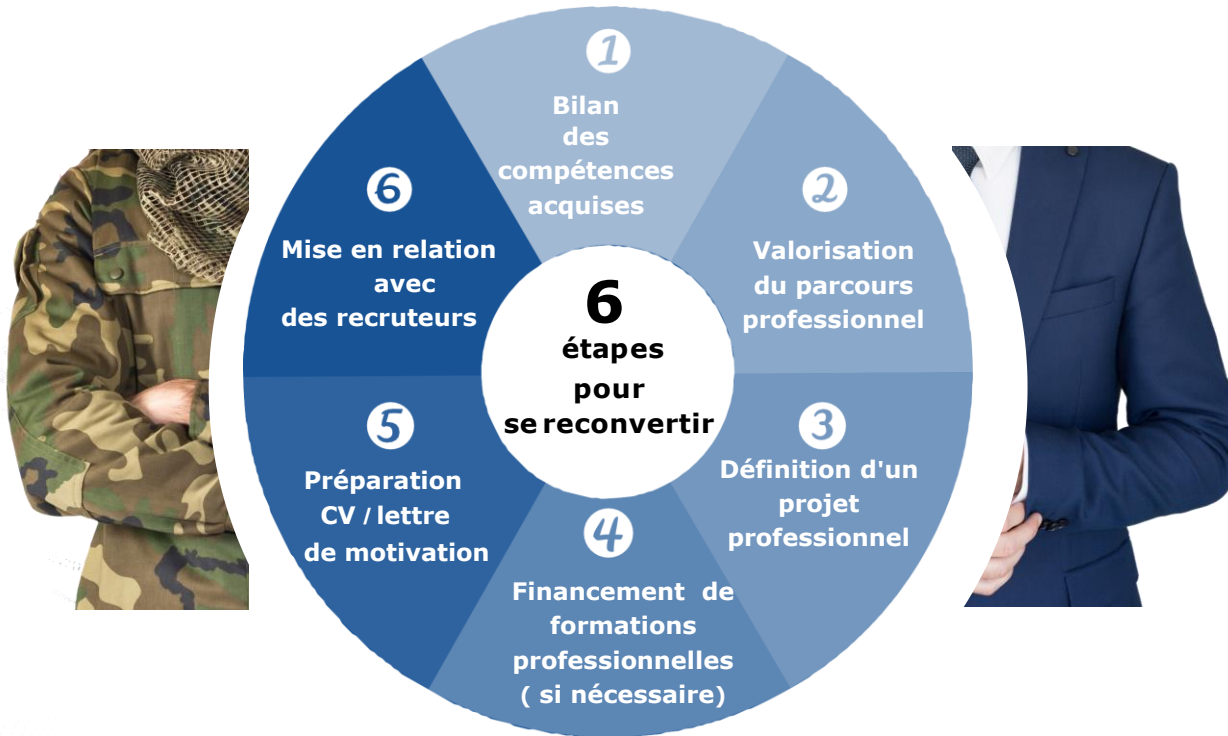 6
étapes
pour
se reconvertir
1
Bilan
des
compétences
acquises
2
Valorisation
du parcours
professionnel
3
Définition d'un
projet
professionnel
4
Financement de
formations
professionnelles
( si nécessaire)
5
Préparation
CV / lettre
de motivation
6
Mise en relation
avec
des recruteurs